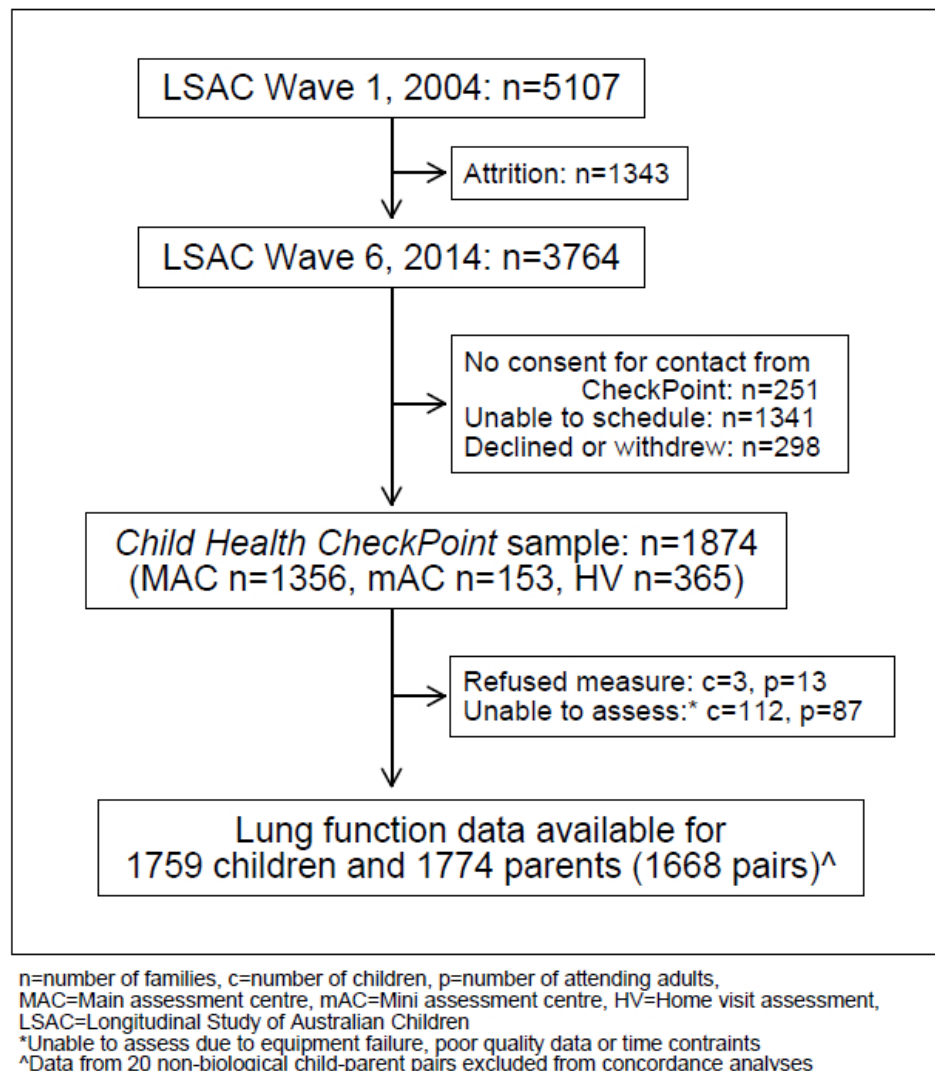 LSAC Wave 1, 2004: n=5107
Attrition: n=1343
LSAC Wave 6, 2014: n=3764
No consent for contact from
CheckPoint: n=251
Unable to schedule: n=1341
Declined or withdrew: n=298
Child Health CheckPoint sample: n=1874
(MAC n=1356, mAC n=153, HV n=365)
Refused measure: c=3, p=13
Unable to assess:* c=112, p=87
Lung function data available for
1759 children and 1774 parents (1668 pairs)^
n=number of families, c=number of children, p=number of attending adults,
MAC=Main assessment centre, mAC=Mini assessment centre, HV=Home visit assessment,
LSAC=Longitudinal Study of Australian Children
*Unable to assess due to equipment failure, poor quality data or time contraints
^Data from 20 non-biological child-parent pairs excluded from concordance analyses